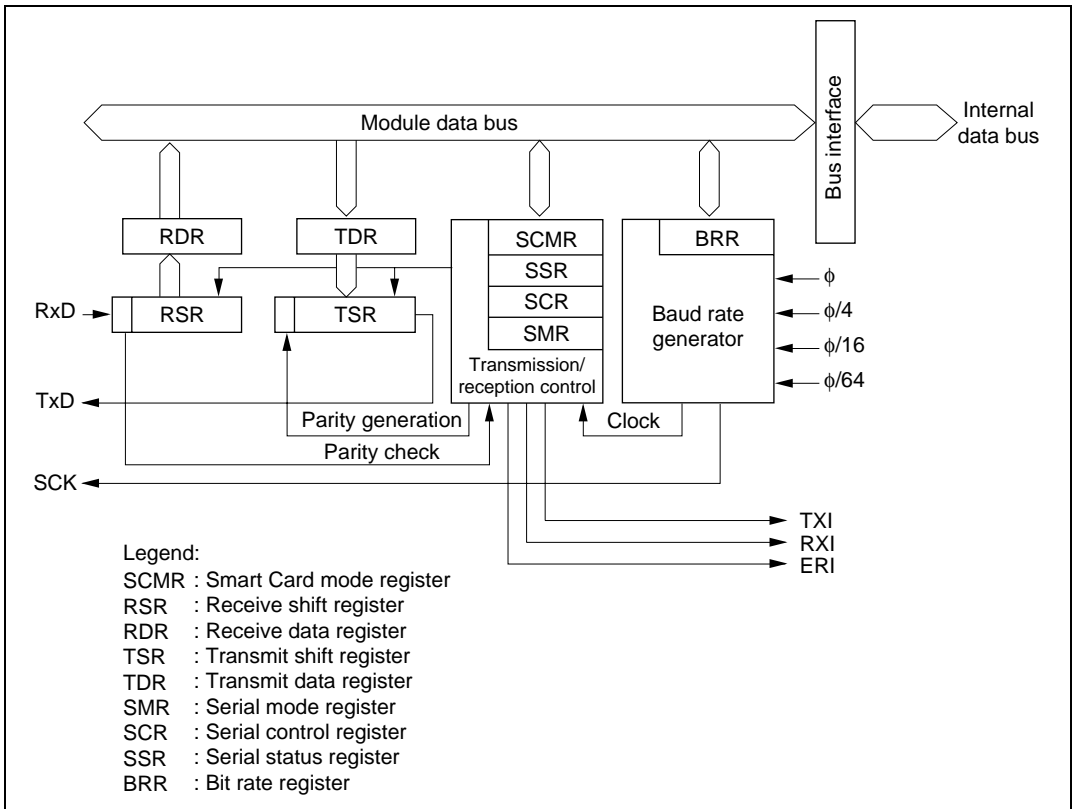 Bus interface
Internal
data bus
Module data bus
RDR
TDR
SCMR
SSR
SCR
SMR
Transmission/
reception control
BRR
Baud rate
generator
ϕ
ϕ/4
ϕ/16
ϕ/64
RxD
RSR
TSR
TxD
Parity generation
Clock
Parity check
SCK
TXI
RXI
ERI
Legend:
SCMR : Smart Card mode register
RSR : Receive shift register
RDR : Receive data register
TSR : Transmit shift register
TDR : Transmit data register
SMR : Serial mode register
SCR : Serial control register
SSR : Serial status register
BRR : Bit rate register